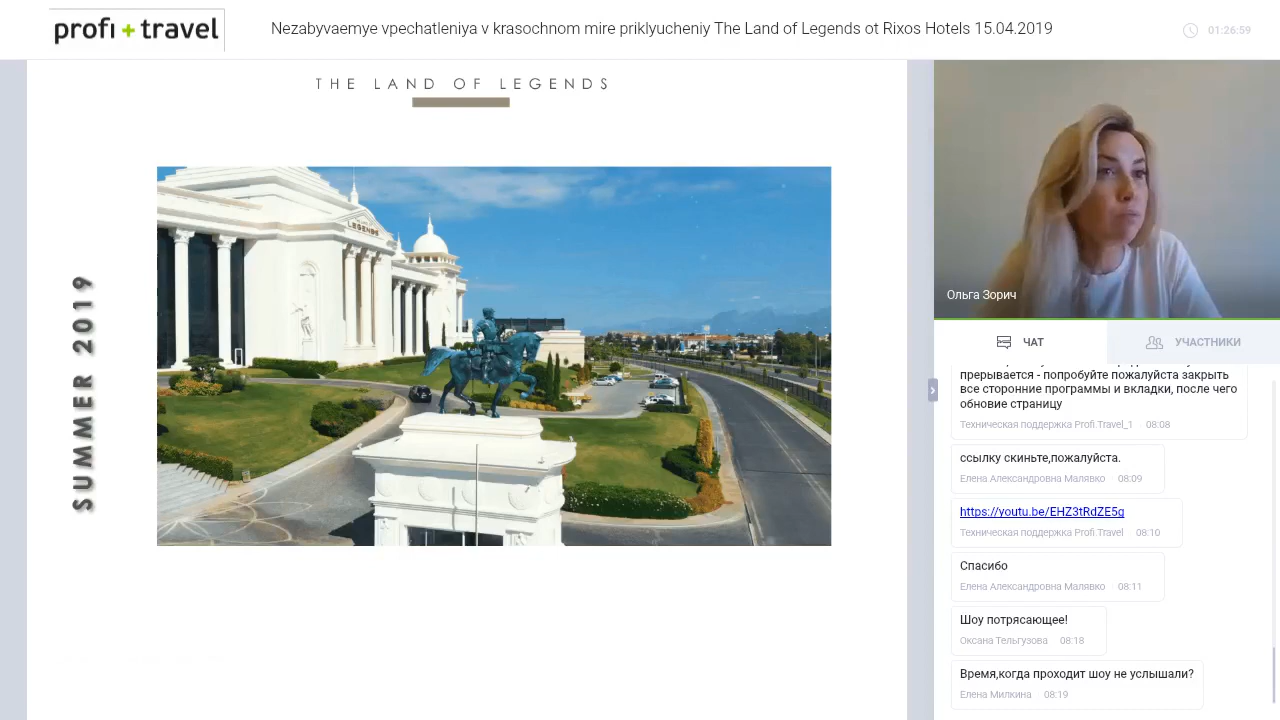 profi + travel
Nezabyvaemye vpechatleniya v krasochnom mire priklyucheniy The Land of Legends ot Rixos Hotels 15.04.2019
01:26:59
THE LAND OF LEGENDS
LEGENDS
SUMMER 2019
Ольга Зорич
ЧАТ
УЧАСТНИКИ
прерывается - попробуйте пожалуйста закрыть
все сторонние программы и вкладки, после чего
обновие страницу
Техническая поддержка Profi.Travel_1 08:08
ссылку скиньте,пожалуйста.
Елена Александровна Малявко 08:09
https://youtu.be/EHZ3tRdZE5g
Техническая поддержка Profi.Travel 08:10
Спасибо
Елена Александровна Малявко 08:11
Шоу потрясающее!
Оксана Тельгузова 08:18
Время,когда проходит шоу не услышали?
Елена Милкина 08:19